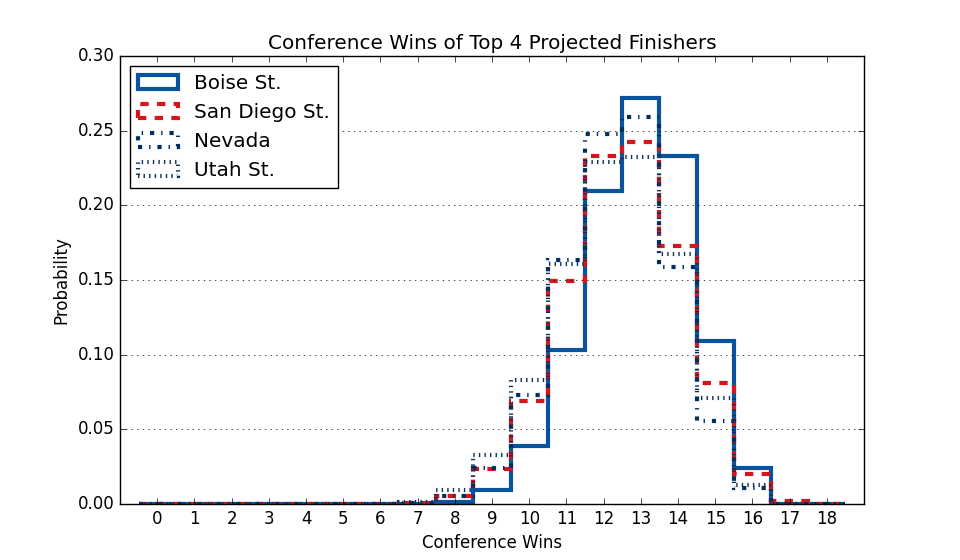 Conference Wins of Top 4 Projected Finishers
Boise St.
San Diego St.
Nevada
Utah St.
Probability
0.30
0.25
0.20
0.15
0.10
0.05
0.00
0 1 2 3 4 5 6 7 8 9 10 11 12 13 14 15 16 17 18
Conference Wins